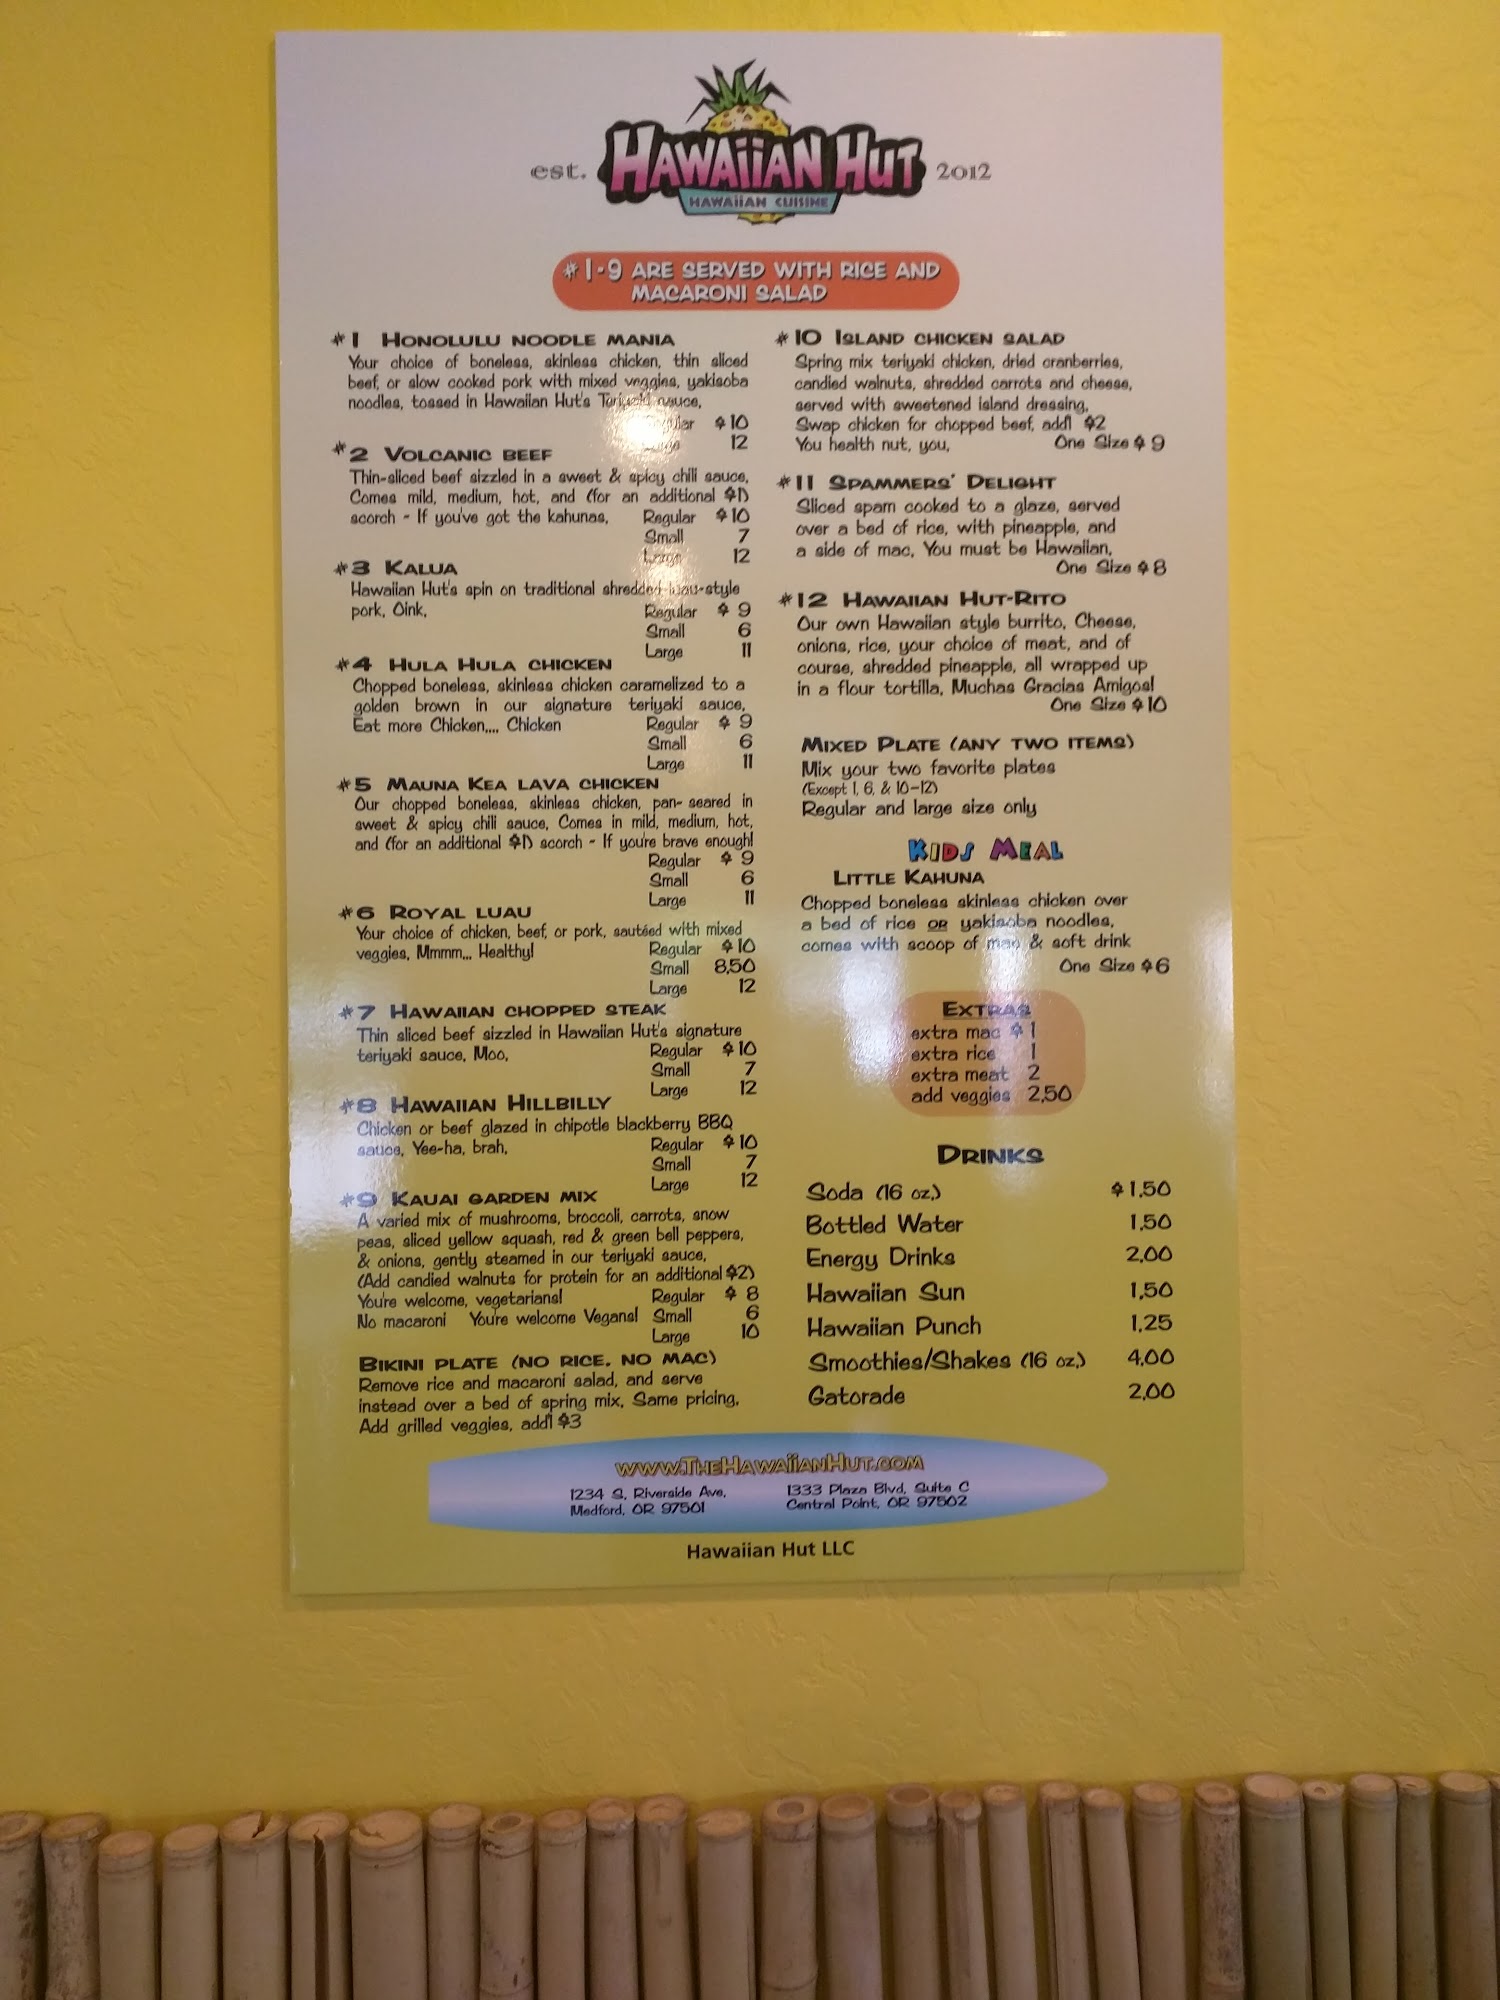 est. HAWAIIAN HUT 2012
HAWAIIAN CUISINE
#1-9 ARE SERVED WITH RICE AND
MACARONI SALAD
#1 HONOLULU NOODLE MANIA
Your choice of boneless, skinless chicken, thin sliced
beef, or slow cooked pork with mixed veggies, yakisoba
noodles, tossed in Hawaiian Hut's Teriyaki sauce.
Regular $10
Large 12
#2 VOLCANIC BEEF
Thin-sliced beef sizzled in a sweet & spicy chili sauce.
Comes mild, medium, hot, and (for an additional $1)
scorch - If you've got the kahunas. Regular $10
Small 7
Large 12
#3 KALUA
Hawaiian Hut's spin on traditional shredded luau-style
pork. Oink. Regular $ 9
Small 6
Large 11
#4 HULA HULA CHICKEN
Chopped boneless, skinless chicken caramelized to a
golden brown in our signature teriyaki sauce.
Eat more Chicken.... Chicken Regular $ 9
Small 6
Large 11
#5 MAUNA KEA LAVA CHICKEN
Our chopped boneless, skinless chicken, pan- seared in
sweet & spicy chili sauce. Comes in mild, medium, hot,
and (for an additional $1) scorch - If you're brave enough!
Regular $ 9
Small 6
Large 11
#6 ROYAL LUAU
Your choice of chicken, beef, or pork, sautéed with mixed
veggies. Mmmm... Healthy! Regular $10
Small 8.50
Large 12
#7 HAWAIIAN CHOPPED STEAK
Thin sliced beef sizzled in Hawaiian Hut's signature
teriyaki sauce. Moo. Regular $10
Small 7
Large 12
#8 HAWAIIAN HILLBILLY
Chicken or beef glazed in chipotle blackberry BBQ
sauce. Yee-ha, brah. Regular $10
Small 7
Large 12
#9 KAUAI GARDEN MIX
A varied mix of mushrooms, broccoli, carrots, snow
peas, sliced yellow squash, red & green bell peppers,
& onions, gently steamed in our teriyaki sauce.
(Add candied walnuts for protein for an additional $2)
You're welcome, vegetarians! Regular $ 8
No macaroni You're welcome Vegans! Small 6
Large 10
BIKINI PLATE (NO RICE, NO MAC)
Remove rice and macaroni salad, and serve
instead over a bed of spring mix. Same pricing.
Add grilled veggies, add'l $3
#10 ISLAND CHICKEN SALAD
Spring mix teriyaki chicken, dried cranberries,
candied walnuts, shredded carrots and cheese,
served with sweetened island dressing.
Swap chicken for chopped beef, add'l $2
You health nut, you. One Size $ 9
#11 SPAMMERS' DELIGHT
Sliced spam cooked to a glaze, served
over a bed of rice, with pineapple, and
a side of mac. You must be Hawaiian.
One Size $ 8
#12 HAWAIIAN HUT-RITO
Our own Hawaiian style burrito. Cheese,
onions, rice, your choice of meat, and of
course, shredded pineapple, all wrapped up
in a flour tortilla. Muchas Gracias Amigos!
One Size $10
MIXED PLATE (ANY TWO ITEMS)
Mix your two favorite plates
(Except 1, 6, & 10-12)
Regular and large size only
KIDS MEAL
LITTLE KAHUNA
Chopped boneless skinless chicken over
a bed of rice OR yakisoba noodles,
comes with scoop of mac & soft drink
One Size $6
EXTRAS
extra mac $ 1
extra rice 1
extra meat 2
add veggies 2.50
DRINKS
Soda (16 oz.) $1.50
Bottled Water 1.50
Energy Drinks 2.00
Hawaiian Sun 1.50
Hawaiian Punch 1.25
Smoothies/Shakes (16 oz.) 4.00
Gatorade 2.00
www.TheHawaiianHut.com
1234 S. Riverside Ave.
Medford, OR 97501
1333 Plaza Blvd, Suite C
Central Point, OR 97502
Hawaiian Hut LLC